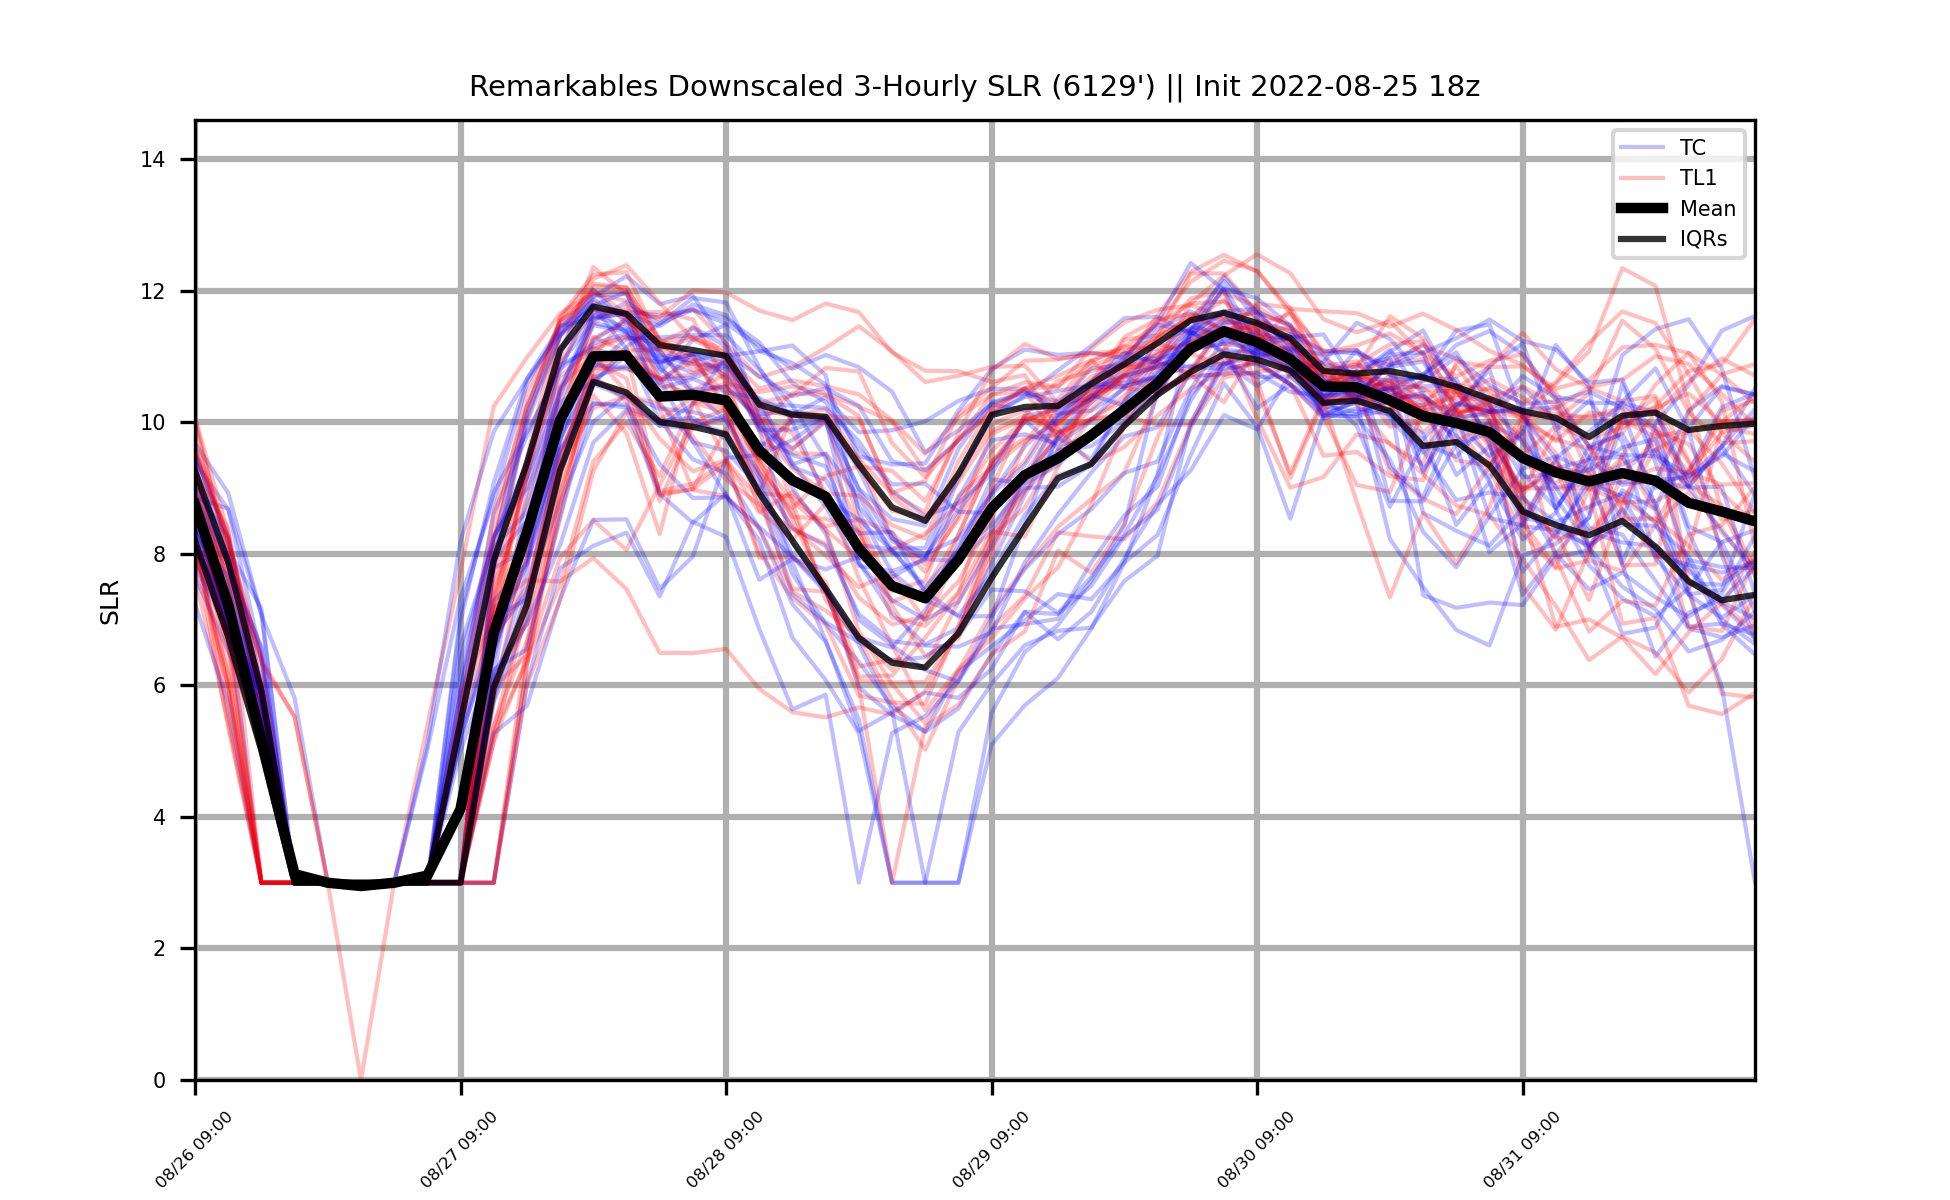 Remarkables Downscaled 3-Hourly SLR (6129') || Init 2022-08-25 18z
TC
TL1
Mean
IQRs
SLR
14
12
10
8
6
4
2
0
08/26 09:00
08/27 09:00
08/28 09:00
08/29 09:00
08/30 09:00
08/31 09:00